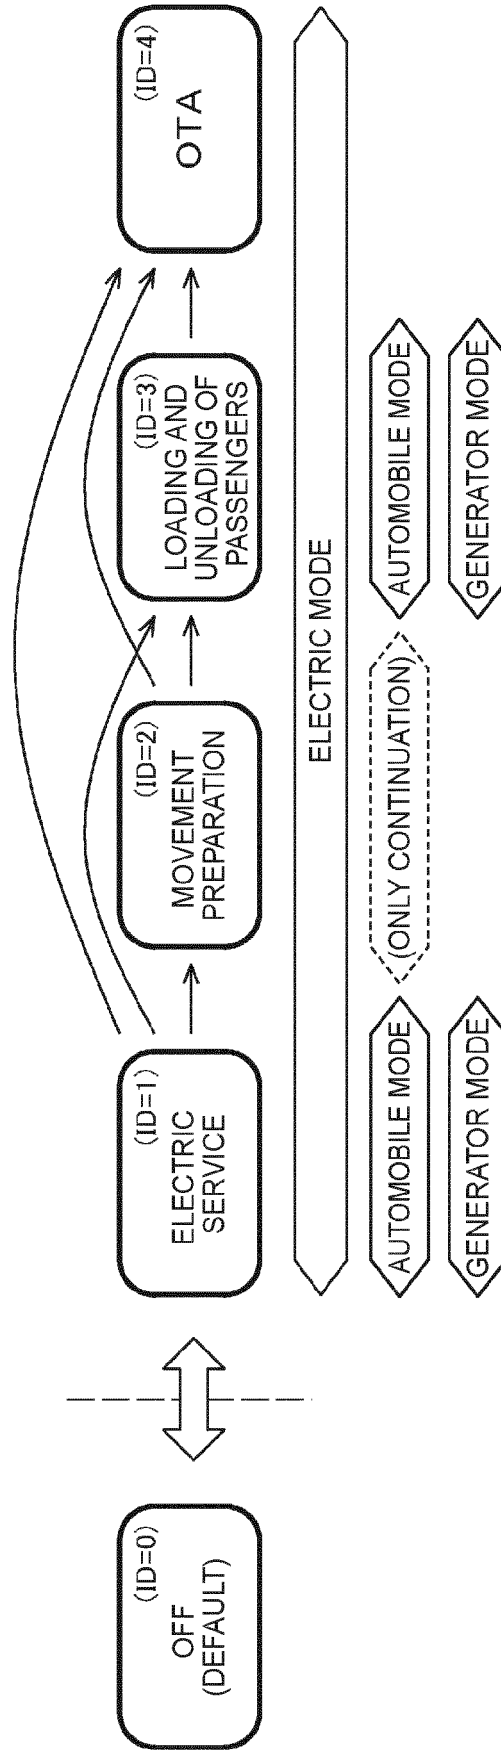 (ID=0)
OFF
(DEFAULT)
(ID=1)
ELECTRIC
SERVICE
(ID=2)
MOVEMENT
PREPARATION
(ID=3)
LOADING AND
UNLOADING OF
PASSENGERS
(ID=4)
OTA
ELECTRIC MODE
AUTOMOBILE MODE
(ONLY CONTINUATION)
AUTOMOBILE MODE
GENERATOR MODE
GENERATOR MODE